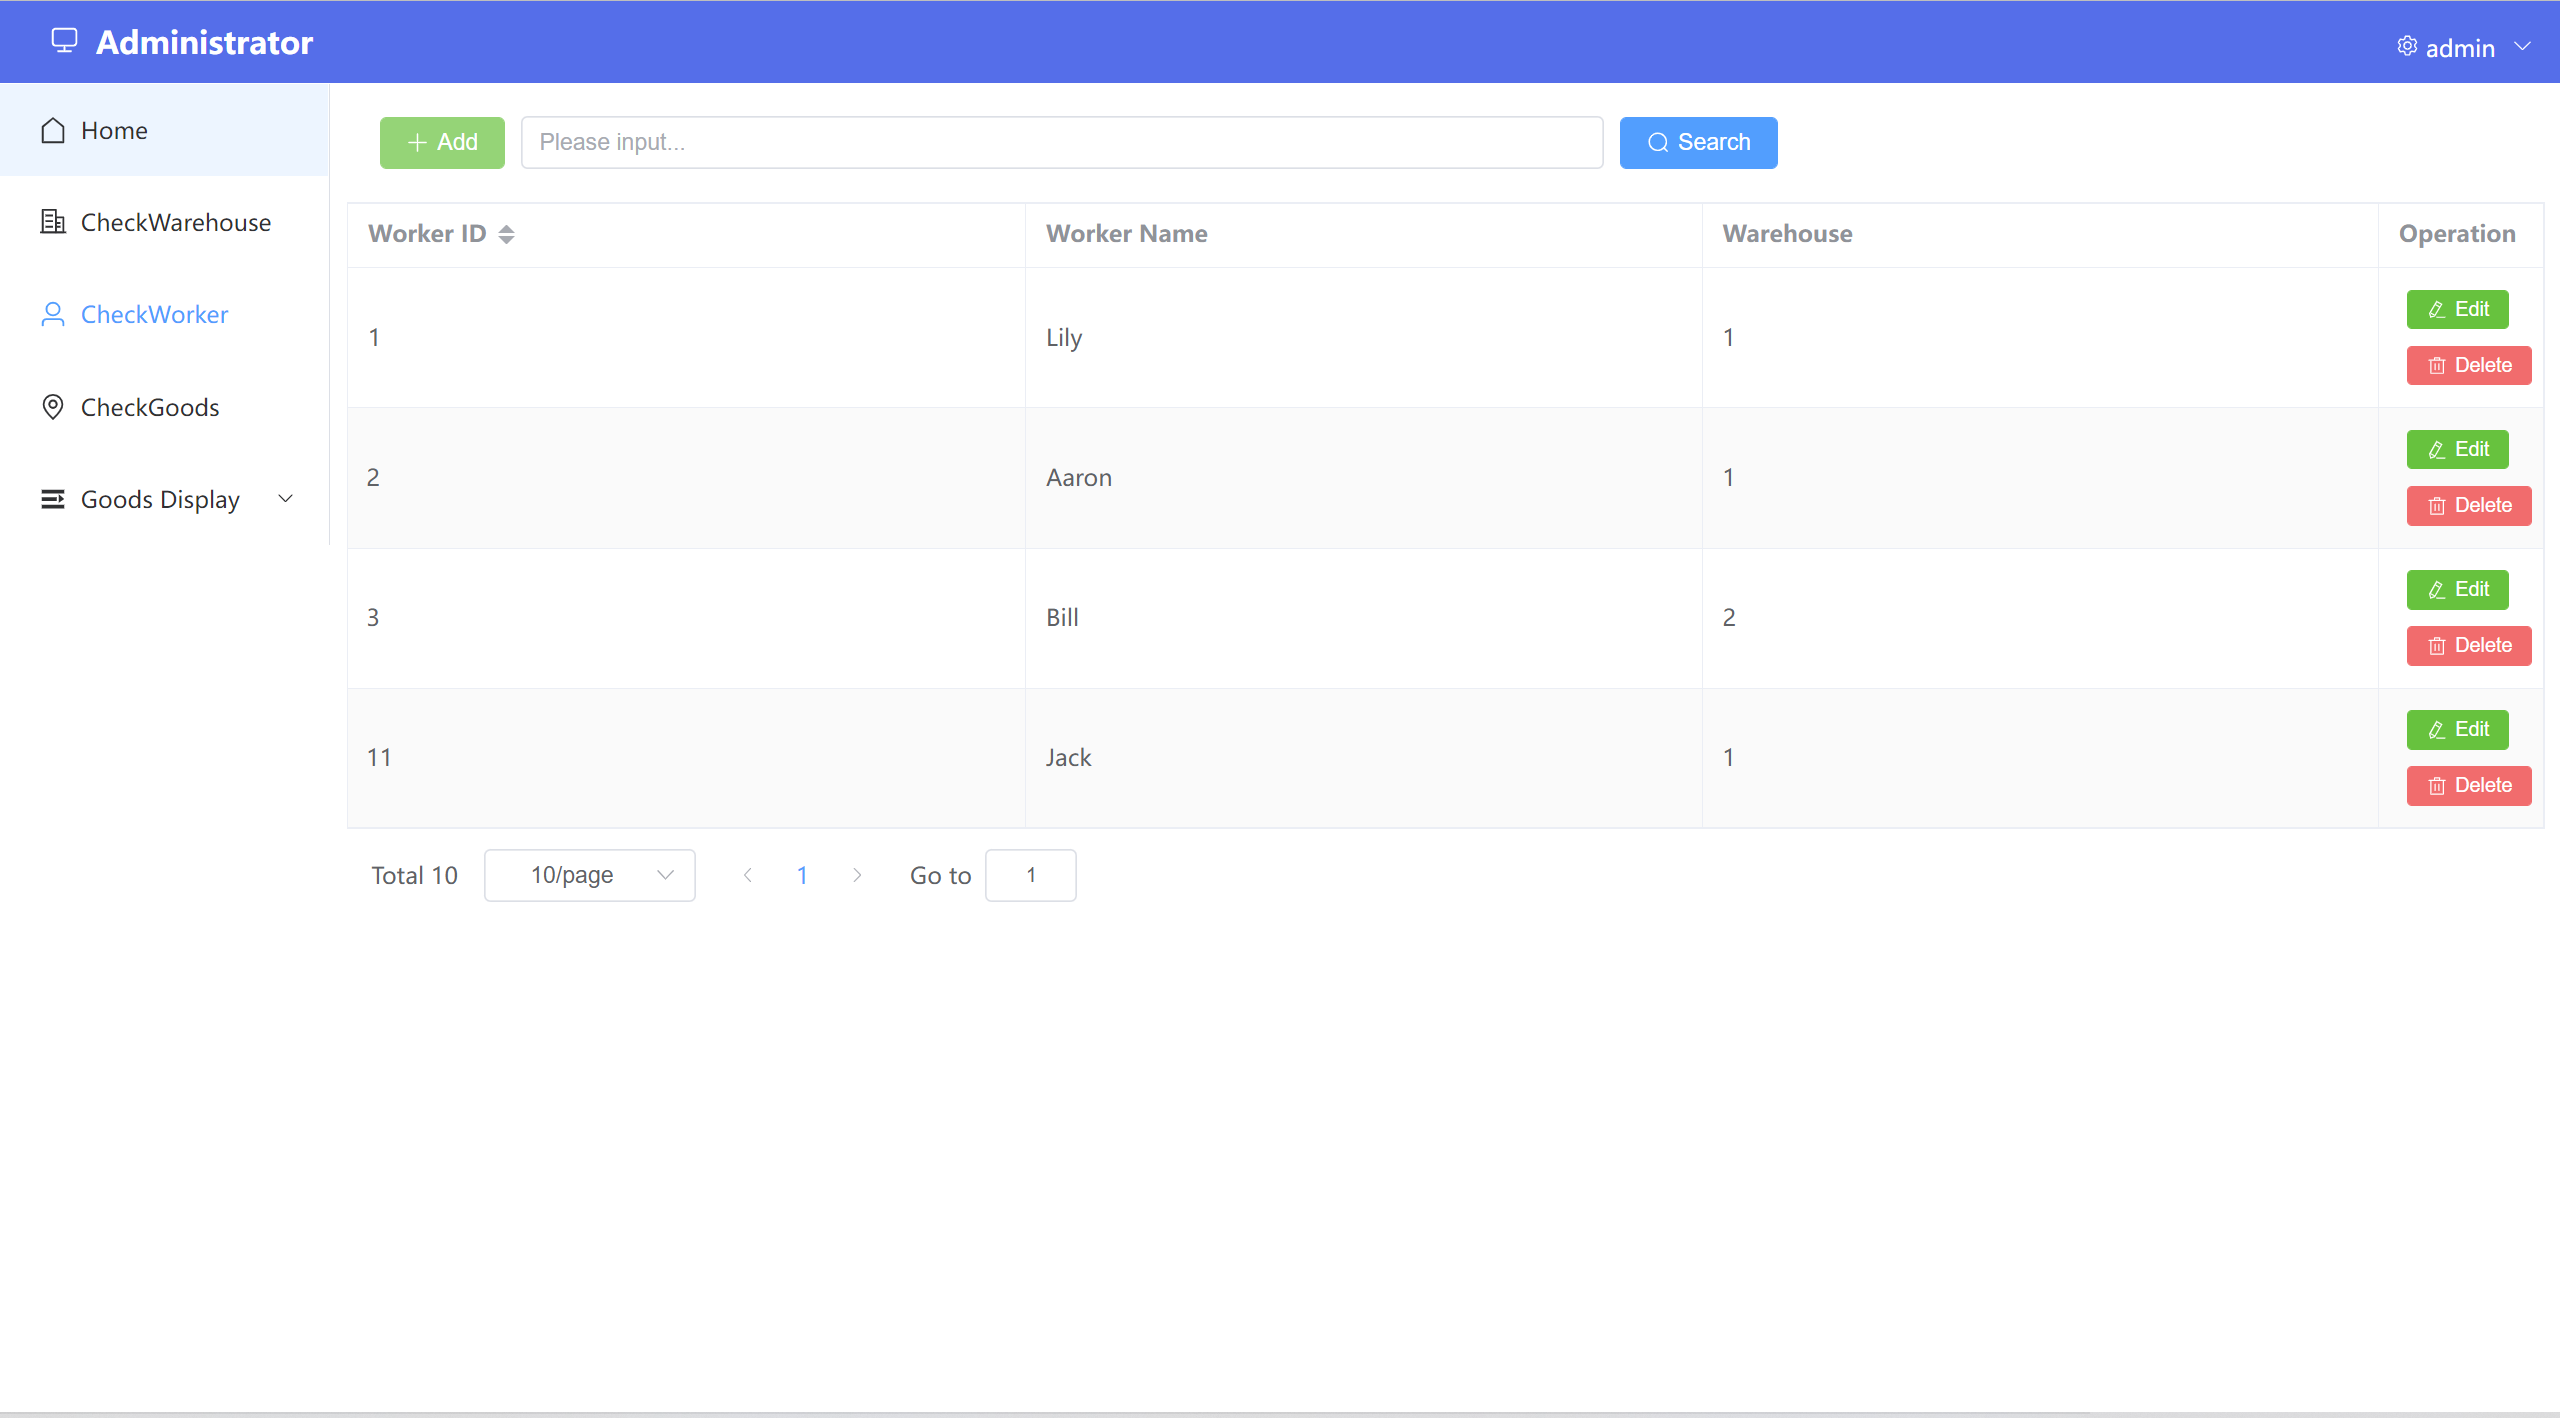 Administrator
admin
Home
CheckWarehouse
CheckWorker
CheckGoods
Goods Display
Add
Please input...
Search
Worker ID Worker Name Warehouse Operation
1 Lily 1 Edit
Delete
2 Aaron 1 Edit
Delete
3 Bill 2 Edit
Delete
11 Jack 1 Edit
Delete
Total 10 10/page 1 Go to 1